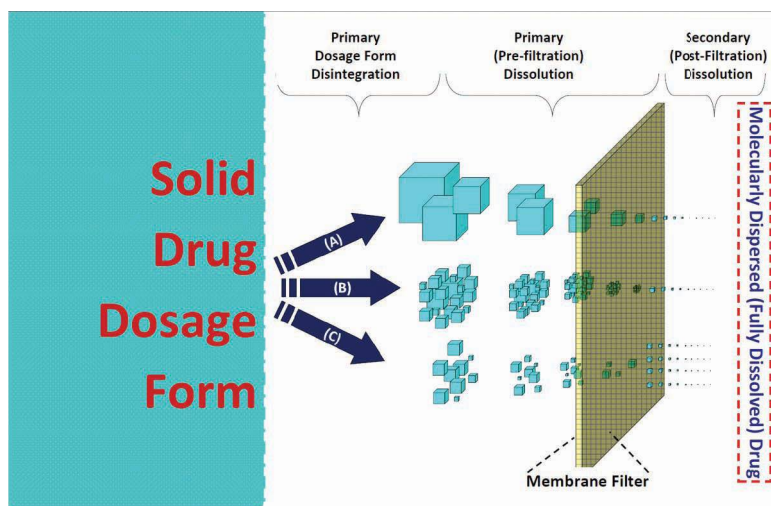 Primary
Dosage Form
Disintegration
Primary
(Pre-filtration)
Dissolution
Secondary
(Post-Filtration)
Dissolution
Solid
Drug
Dosage
Form
(A)
(B)
(C)
Membrane Filter
Molecularly Dispersed (Fully Dissolved) Drug